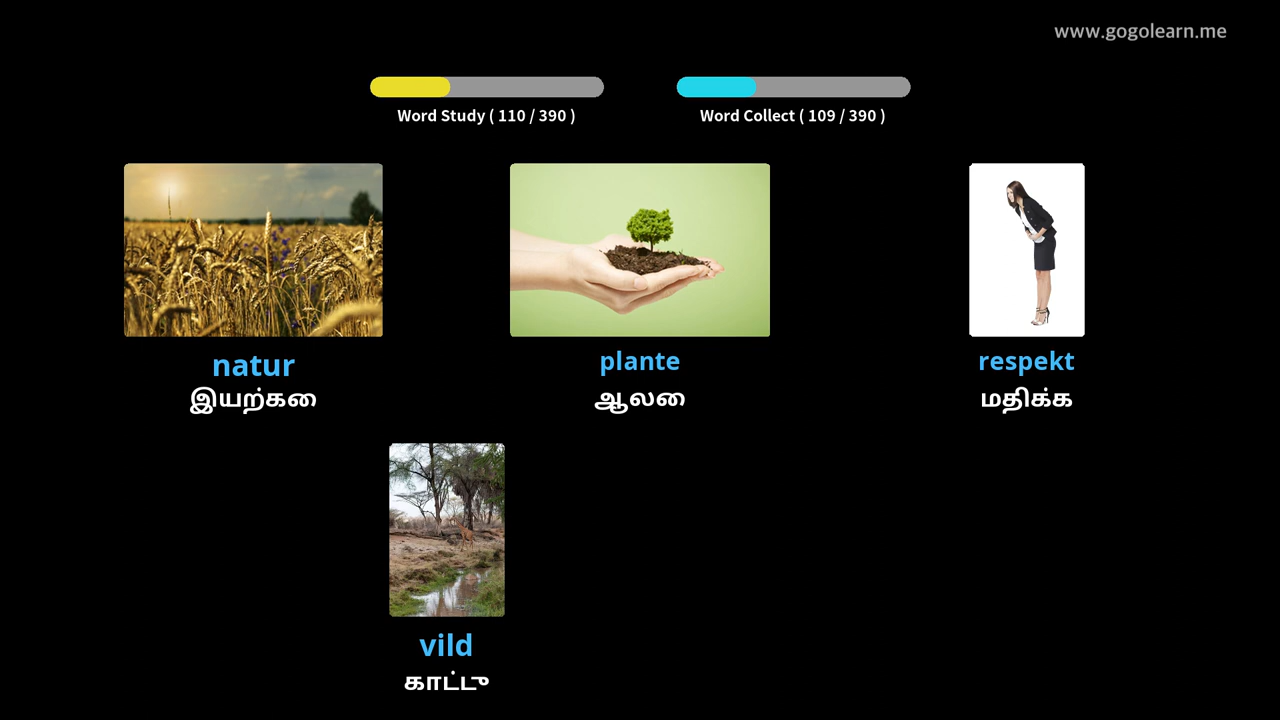 www.gogolearn.me
Word Study ( 110 / 390 )
Word Collect ( 109 / 390 )
natur
இயற்கை
plante
ஆலை
respekt
மதிக்க
vild
காட்டு